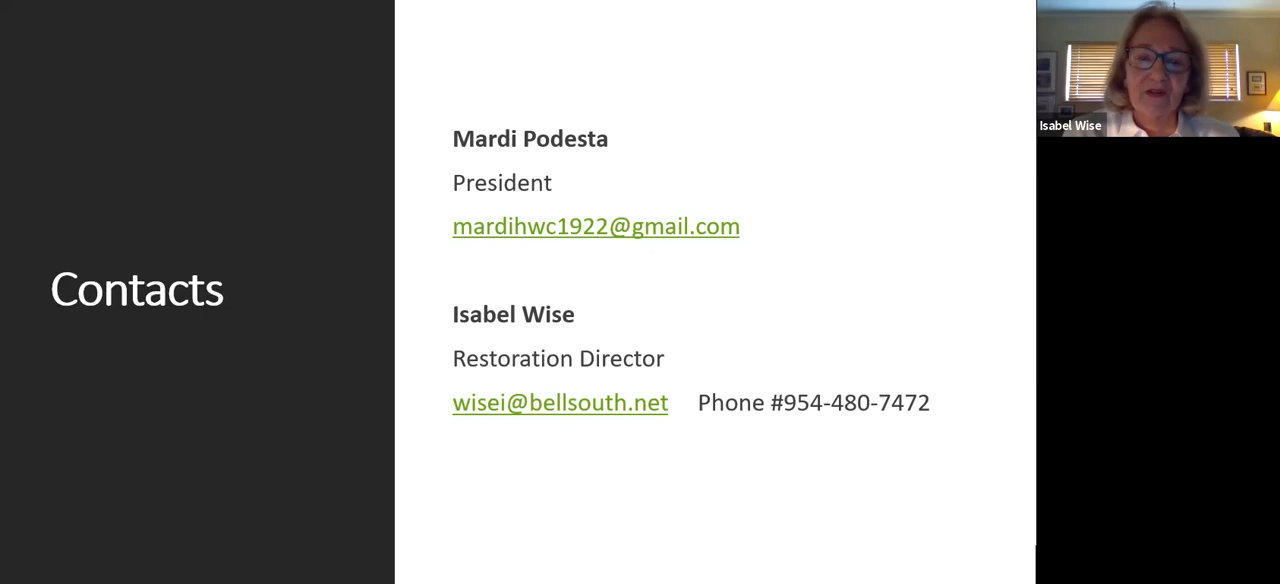 Contacts
Mardi Podesta
President
mardihwc1922@gmail.com
Isabel Wise
Restoration Director
wisei@bellsouth.net Phone #954-480-7472
Isabel Wise